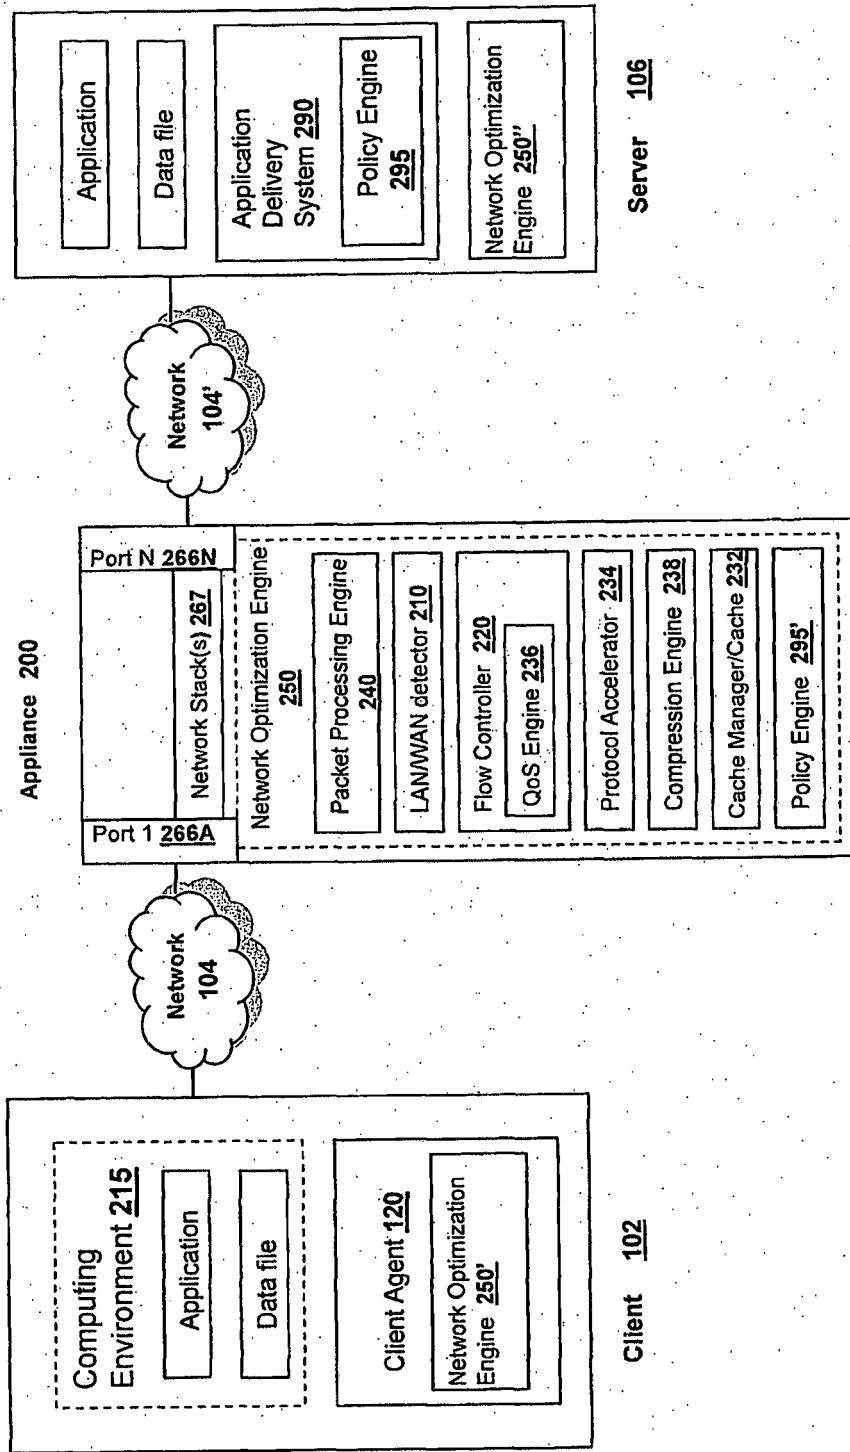 Appliance 200
Computing
Environment 215
Application
Data file
Client Agent 120
Network Optimization
Engine 250'
Client 102
Network
104
Port 1 266A
Network Stack(s) 267
Port N 266N
Network Optimization Engine
250
Packet Processing Engine
240
LAN/WAN detector 210
Flow Controller 220
QoS Engine 236
Protocol Accelerator 234
Compression Engine 238
Cache Manager/Cache 232
Policy Engine 295'
Network
104'
Application
Data file
Application
Delivery
System 290
Policy Engine
295
Network Optimization
Engine 250''
Server 106